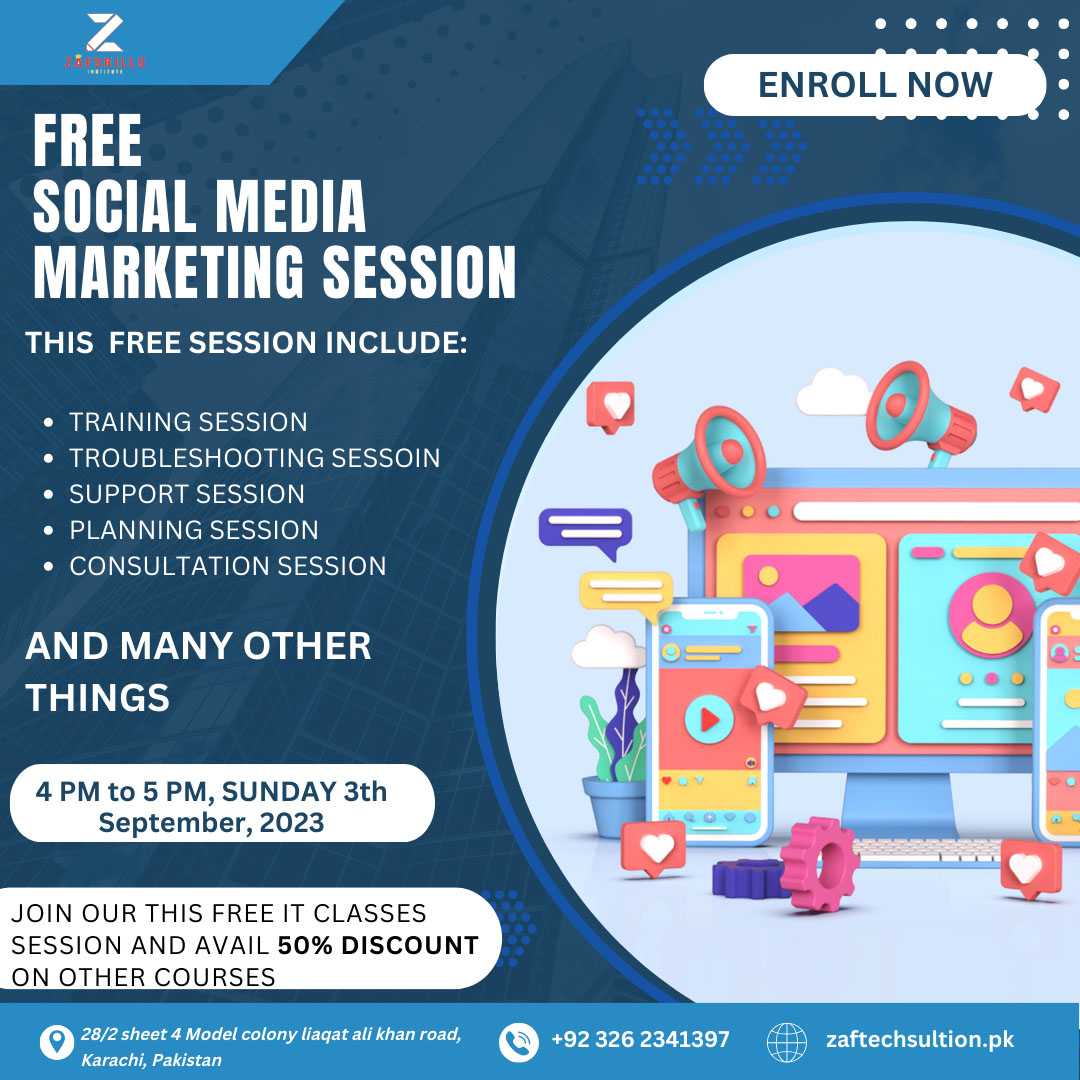 ZAFSKILLS
INSTITUTE
ENROLL NOW
FREE
SOCIAL MEDIA
MARKETING SESSION
THIS FREE SESSION INCLUDE:
• TRAINING SESSION
• TROUBLESHOOTING SESSOIN
• SUPPORT SESSION
• PLANNING SESSION
• CONSULTATION SESSION
AND MANY OTHER
THINGS
4 PM to 5 PM, SUNDAY 3th
September, 2023
JOIN OUR THIS FREE IT CLASSES
SESSION AND AVAIL 50% DISCOUNT
ON OTHER COURSES
28/2 sheet 4 Model colony liaqat ali khan road,
Karachi, Pakistan
+92 326 2341397
zaftechsultion.pk